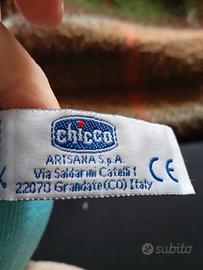 chicco
ARTSANA S.p.A.
Via Saldarini Catelli 1
22070 Grandate(CO) Italy
CE
subito